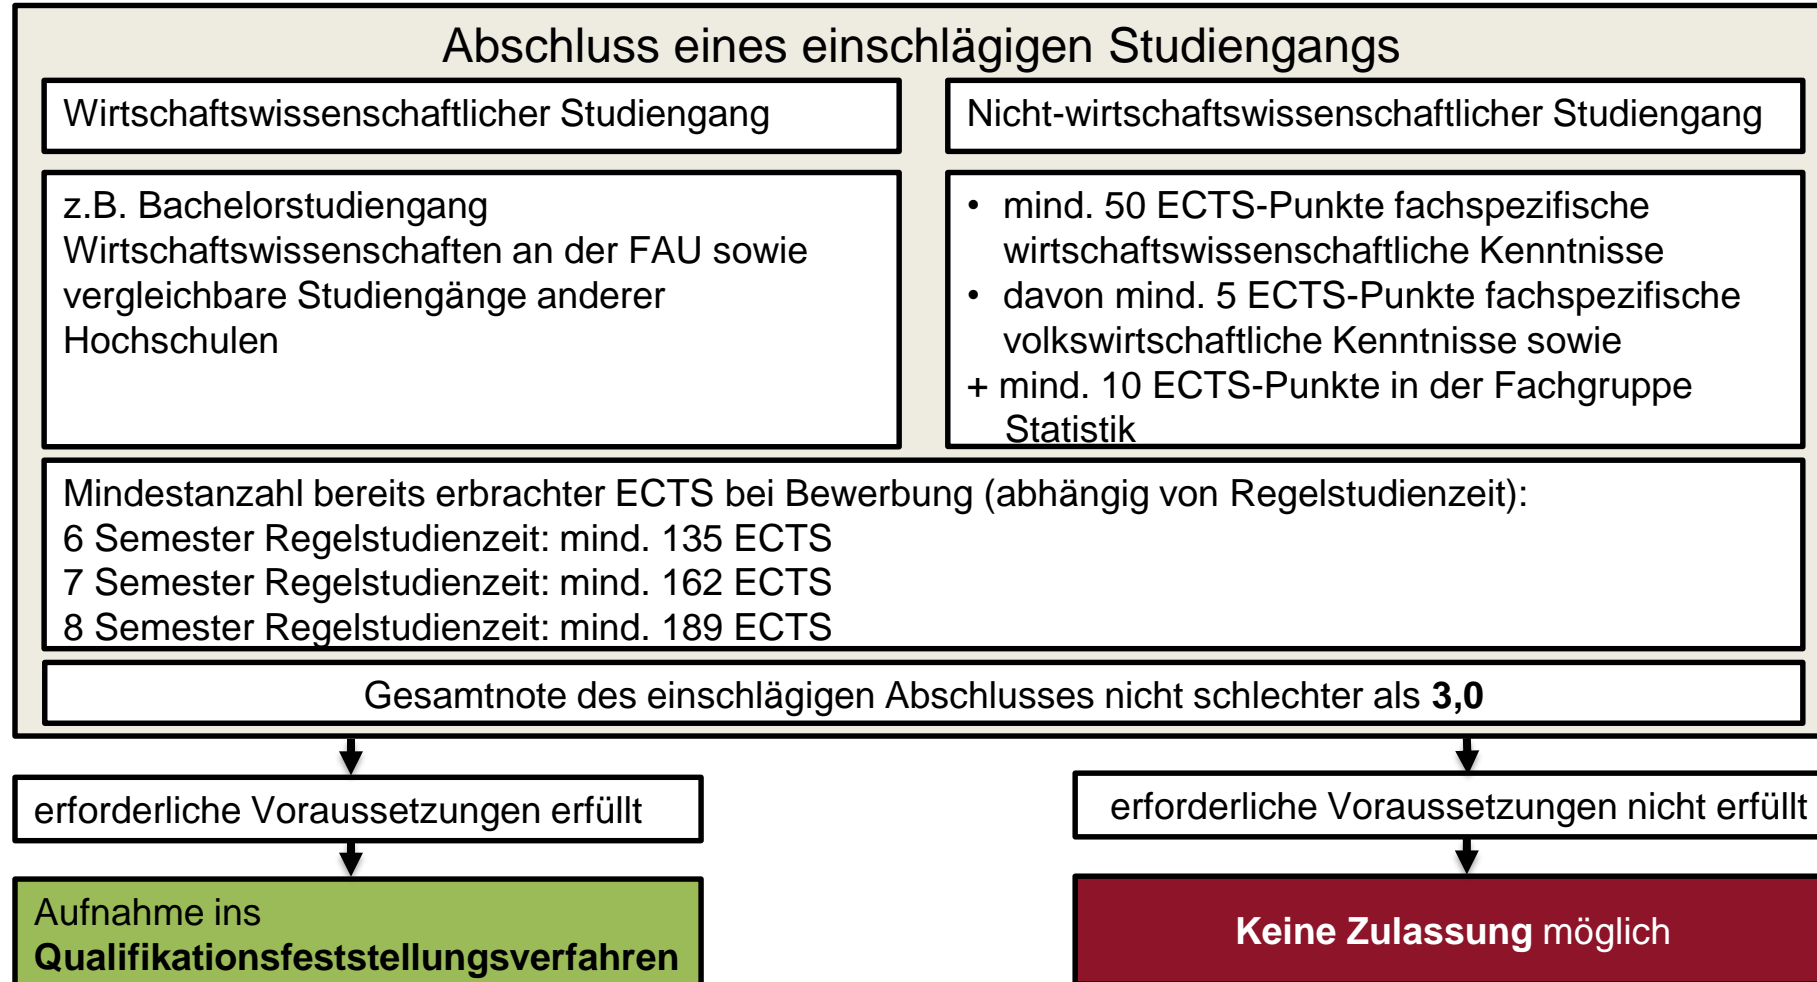 Abschluss eines einschlägigen Studiengangs
Wirtschaftswissenschaftlicher Studiengang
z.B. Bachelorstudiengang
Wirtschaftswissenschaften an der FAU sowie
vergleichbare Studiengänge anderer
Hochschulen
Nicht-wirtschaftswissenschaftlicher Studiengang
• mind. 50 ECTS-Punkte fachspezifische
wirtschaftswissenschaftliche Kenntnisse
• davon mind. 5 ECTS-Punkte fachspezifische
volkswirtschaftliche Kenntnisse sowie
+ mind. 10 ECTS-Punkte in der Fachgruppe
Statistik
Mindestanzahl bereits erbrachter ECTS bei Bewerbung (abhängig von Regelstudienzeit):
6 Semester Regelstudienzeit: mind. 135 ECTS
7 Semester Regelstudienzeit: mind. 162 ECTS
8 Semester Regelstudienzeit: mind. 189 ECTS
Gesamtnote des einschlägigen Abschlusses nicht schlechter als 3,0
erforderliche Voraussetzungen erfüllt
Aufnahme ins
Qualifikationsfeststellungsverfahren
erforderliche Voraussetzungen nicht erfüllt
Keine Zulassung möglich